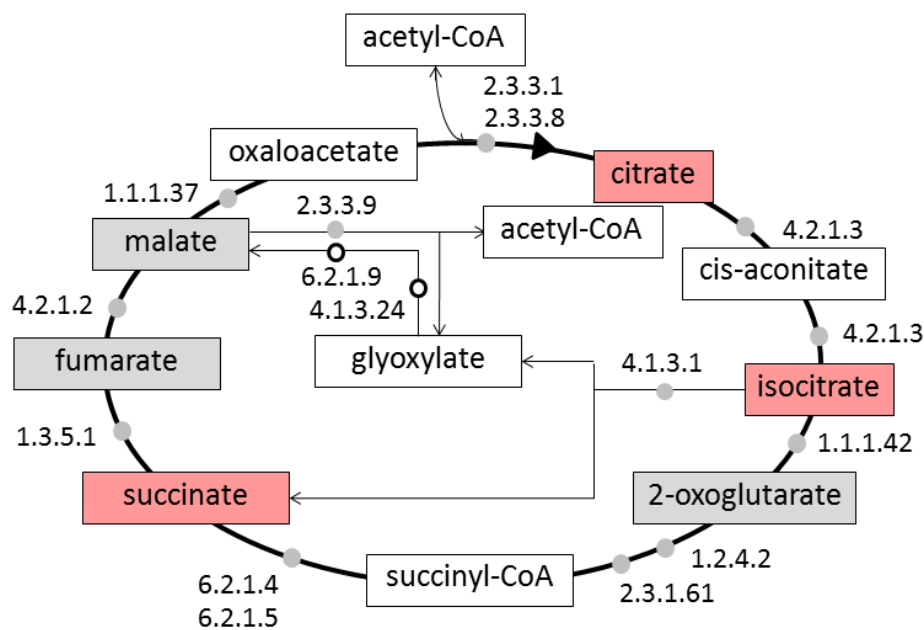 acetyl-CoA
2.3.3.1
2.3.3.8
oxaloacetate
citrate
1.1.1.37
2.3.3.9
malate
acetyl-CoA
4.2.1.3
cis-aconitate
6.2.1.9
4.1.3.24
4.2.1.2
fumarate
glyoxylate
4.1.3.1
4.2.1.3
isocitrate
1.3.5.1
1.1.1.42
succinate
2-oxoglutarate
1.2.4.2
6.2.1.4
6.2.1.5
succinyl-CoA
2.3.1.61